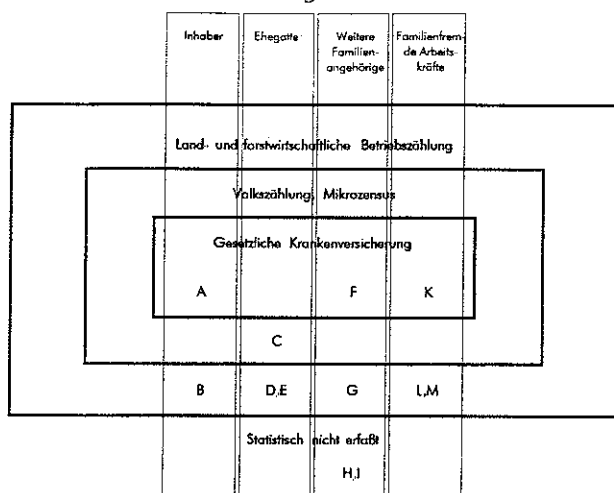 Inhaber Ehegatte Weitere Familienfrem-
Familien- de Arbeits-
angehörige kräfte
Land- und forstwirtschaftliche Betriebszählung
Volkszählung, Mikrozensus
Gesetzliche Krankenversicherung
A F K
C
B D,E G L,M
Statistisch nicht erfaßt
H,I